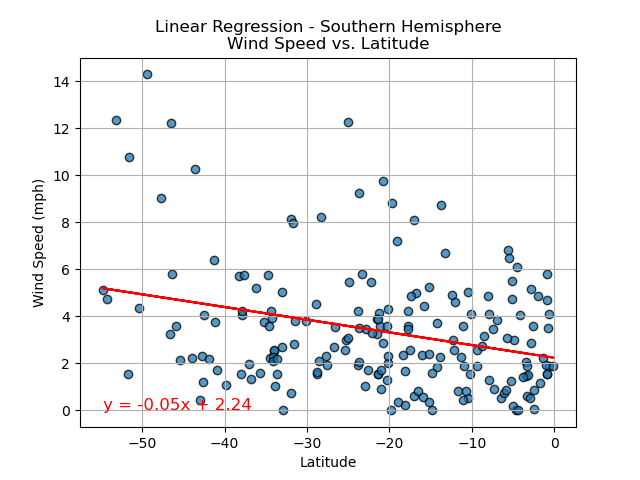 Linear Regression - Southern Hemisphere
Wind Speed vs. Latitude
14
12
10
8
6
4
2
0
Wind Speed (mph)
y = -0.05x + 2.24
−50
−40
−30
−20
−10
0
Latitude